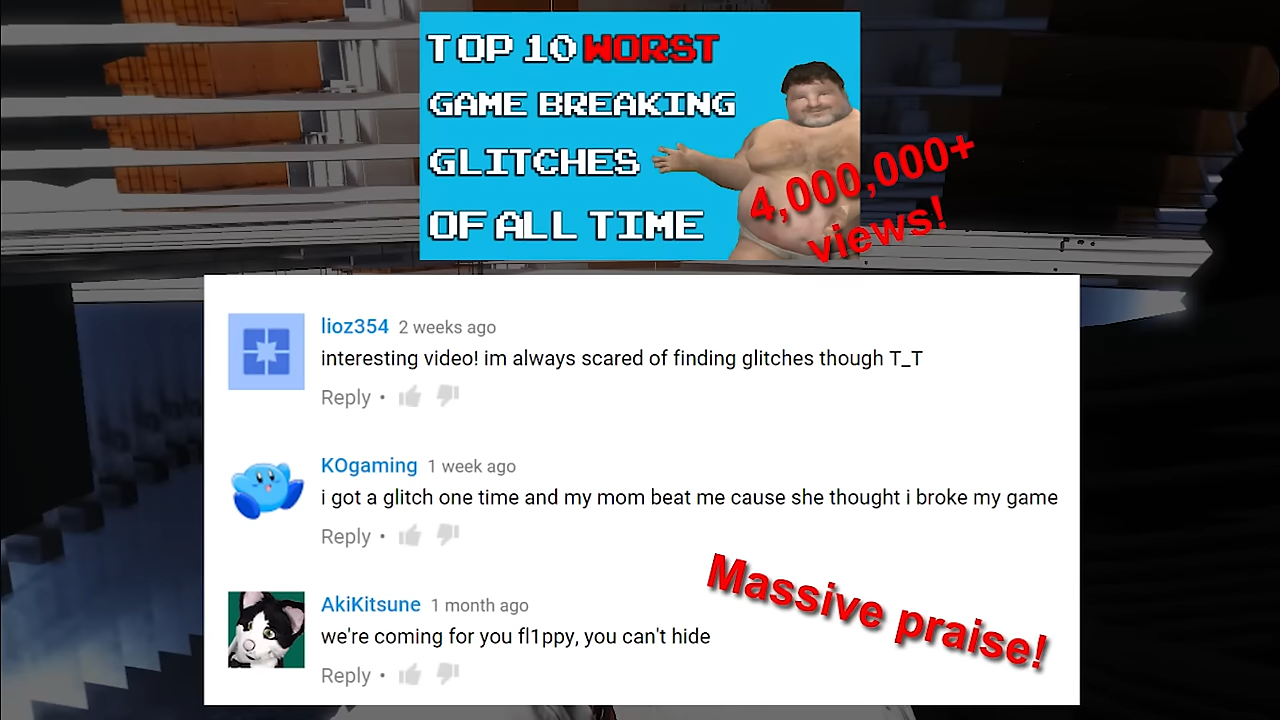 TOP 10 WORST
GAME BREAKING
GLITCHES
OF ALL TIME
4,000,000+
views!
lioz354 2 weeks ago
interesting video! im always scared of finding glitches though T_T
Reply •
KOgaming 1 week ago
i got a glitch one time and my mom beat me cause she thought i broke my game
Reply •
AkiKitsune 1 month ago
we're coming for you fl1ppy, you can't hide
Reply •
Massive praise!